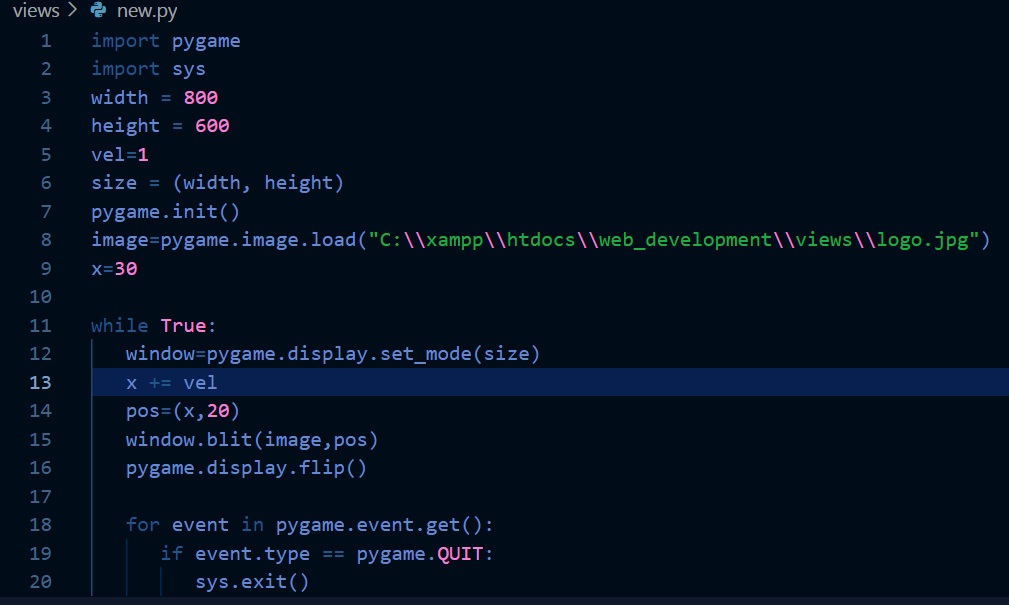 views > new.py
1 import pygame
2 import sys
3 width = 800
4 height = 600
5 vel=1
6 size = (width, height)
7 pygame.init()
8 image=pygame.image.load("C:\\xampp\\htdocs\\web_development\\views\\logo.jpg")
9 x=30
10
11 while True:
12    window=pygame.display.set_mode(size)
13    x += vel
14    pos=(x,20)
15    window.blit(image,pos)
16    pygame.display.flip()
17
18    for event in pygame.event.get():
19       if event.type == pygame.QUIT:
20          sys.exit()